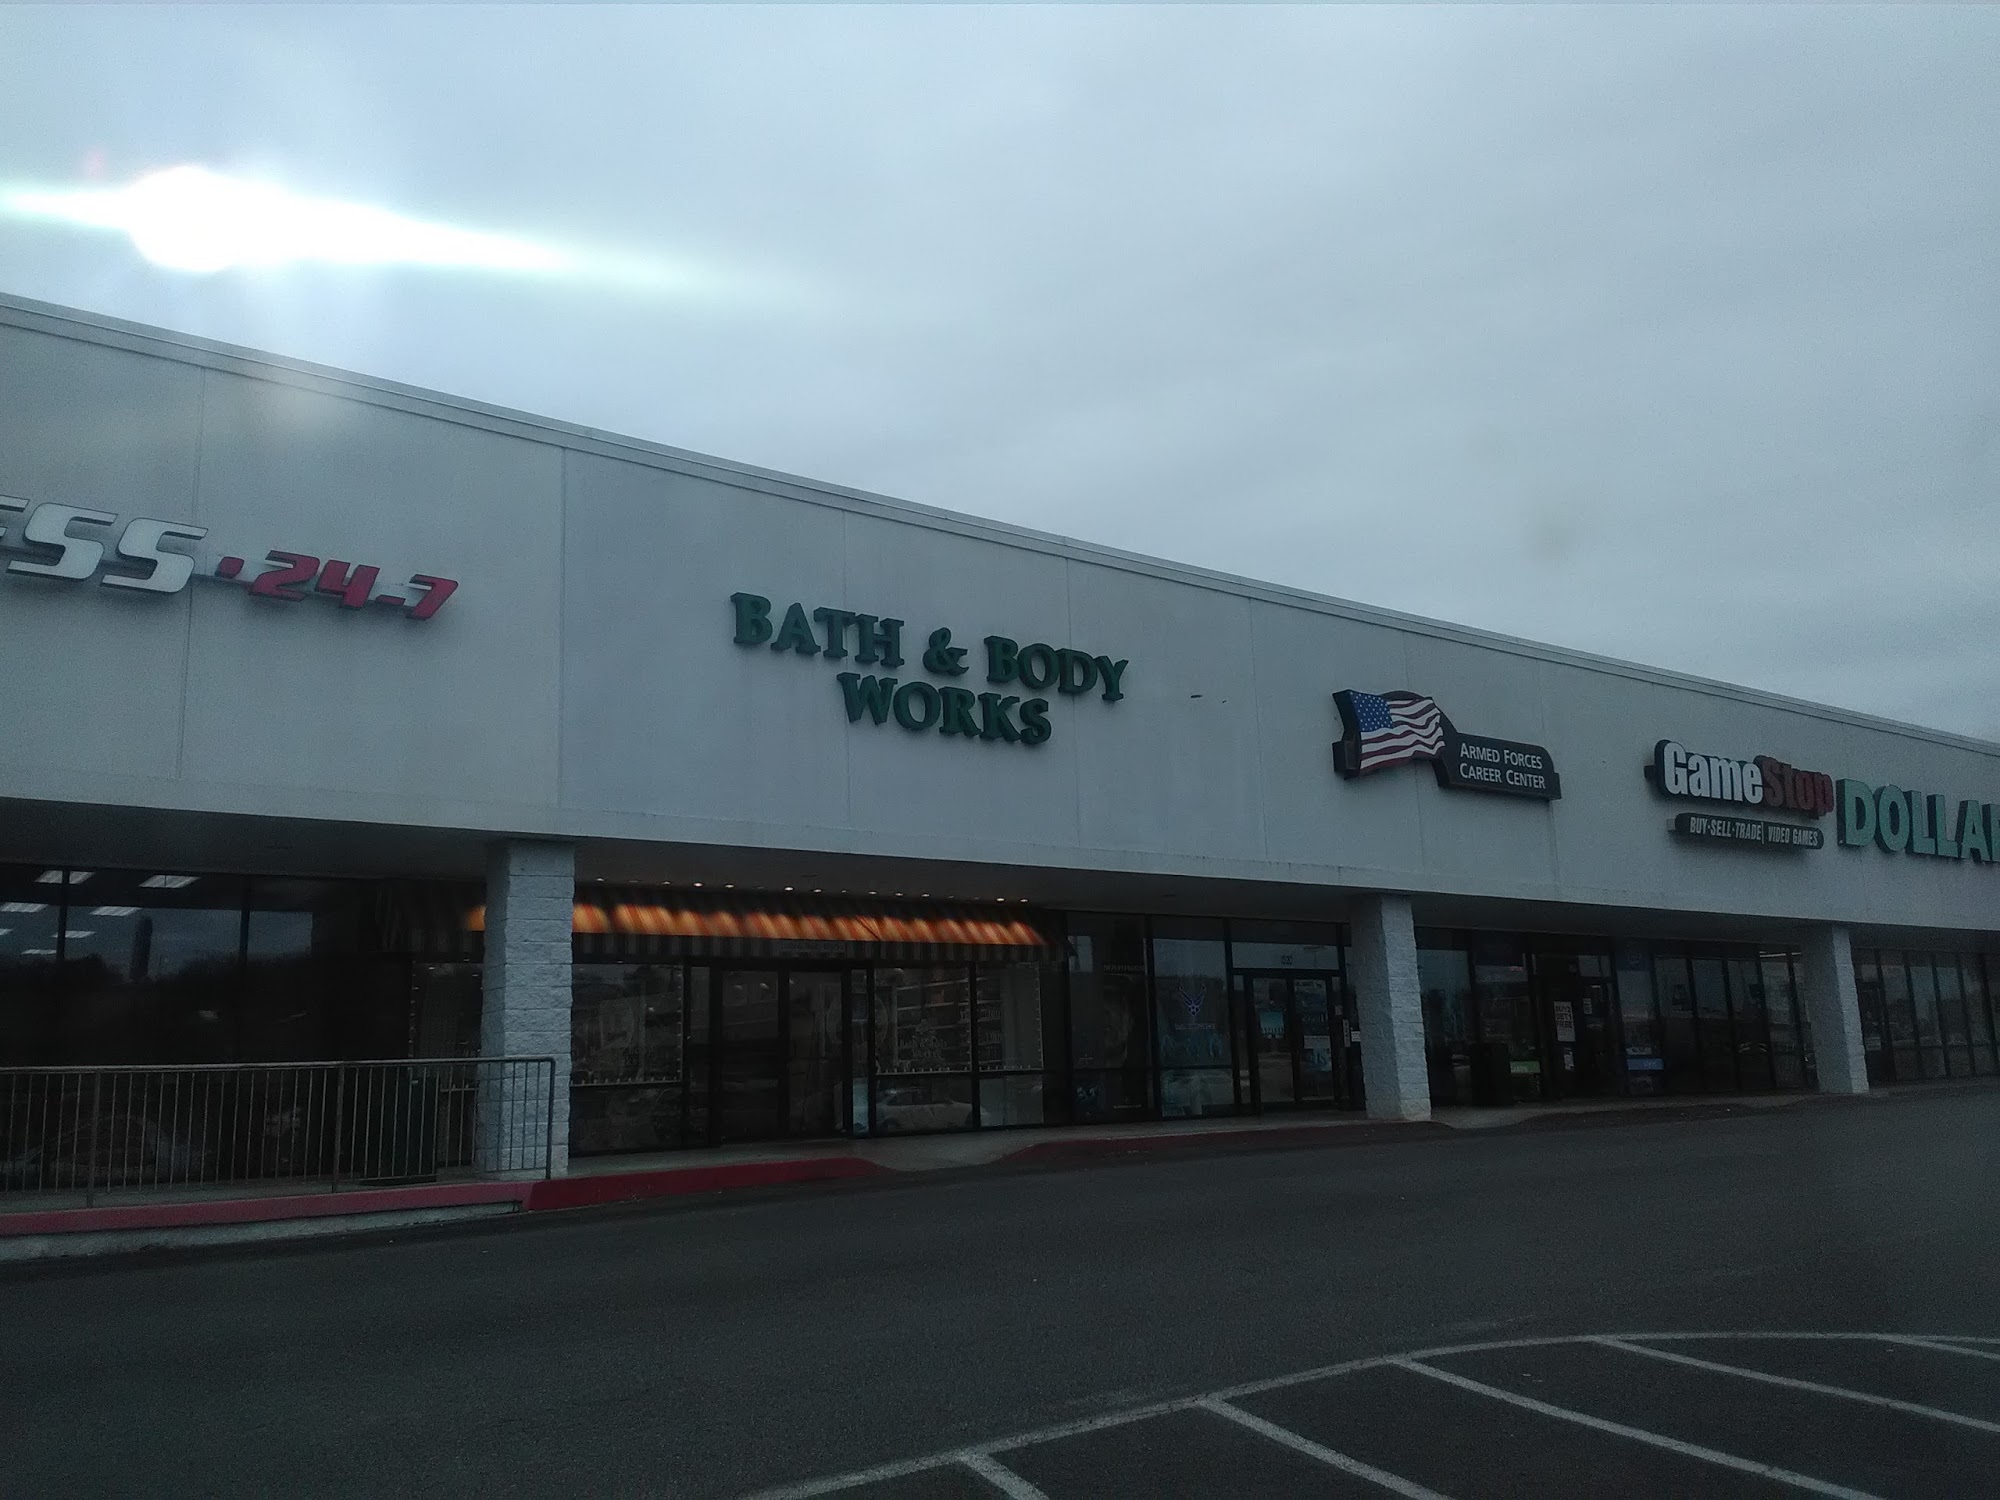 ESS • 24-7
BATH & BODY
WORKS
ARMED FORCES
CAREER CENTER
GameStop
BUY•SELL•TRADE | VIDEO GAMES
DOLLA